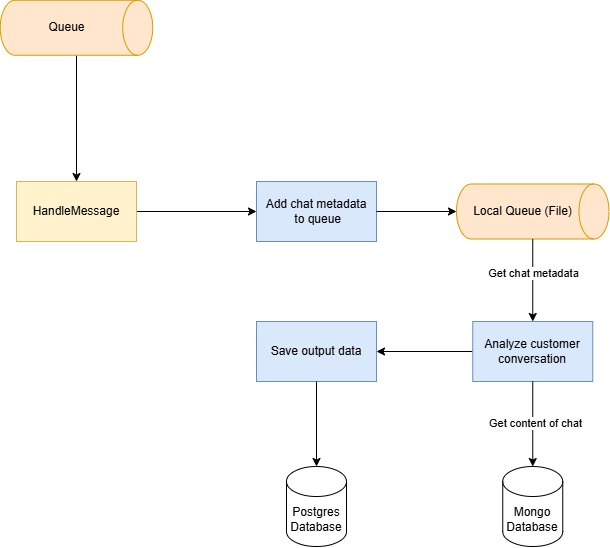 Queue
HandleMessage
Add chat metadata
to queue
Local Queue (File)
Get chat metadata
Save output data
Analyze customer
conversation
Get content of chat
Postgres
Database
Mongo
Database